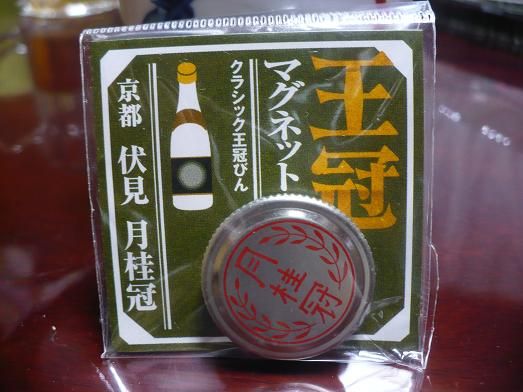 王冠
マグネット
クラシック王冠びん
京都 伏見 月桂冠
月桂冠